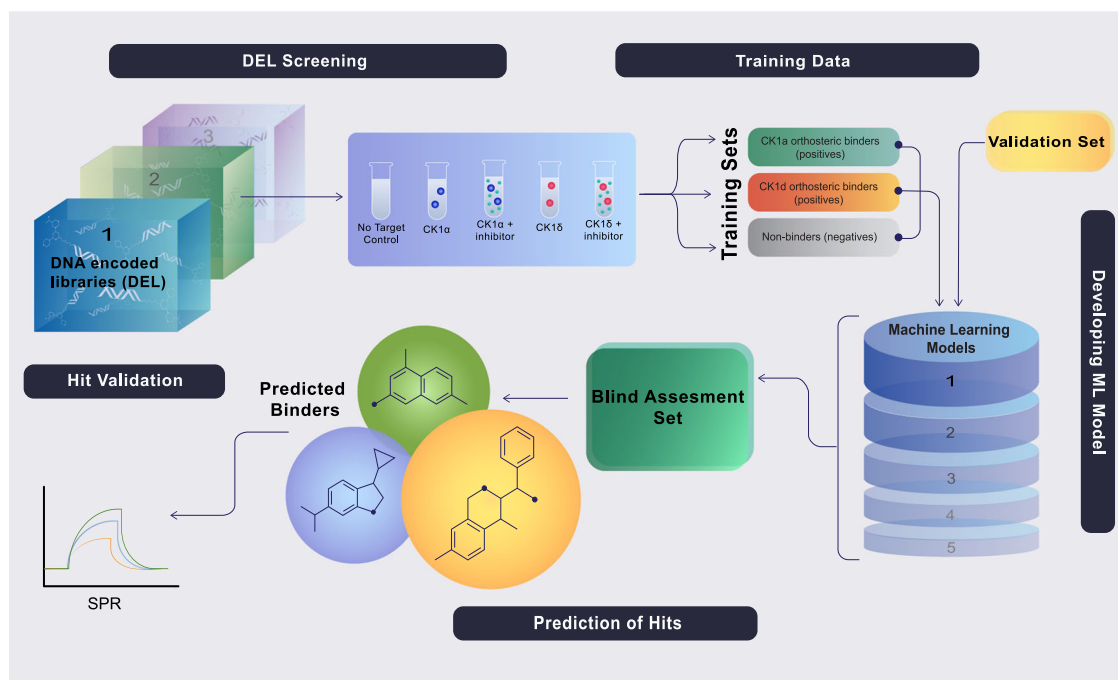 DEL Screening
Training Data
3
2
1
DNA encoded
libraries (DEL)
No Target
Control
CK1α
CK1α +
inhibitor
CK1δ
CK1δ +
inhibitor
Training Sets
CK1a orthosteric binders
(positives)
CK1d orthosteric binders
(positives)
Non-binders (negatives)
Validation Set
Developing ML Model
Machine Learning
Models
1
2
3
4
5
Blind Assesment
Set
Predicted
Binders
Hit Validation
SPR
Prediction of Hits